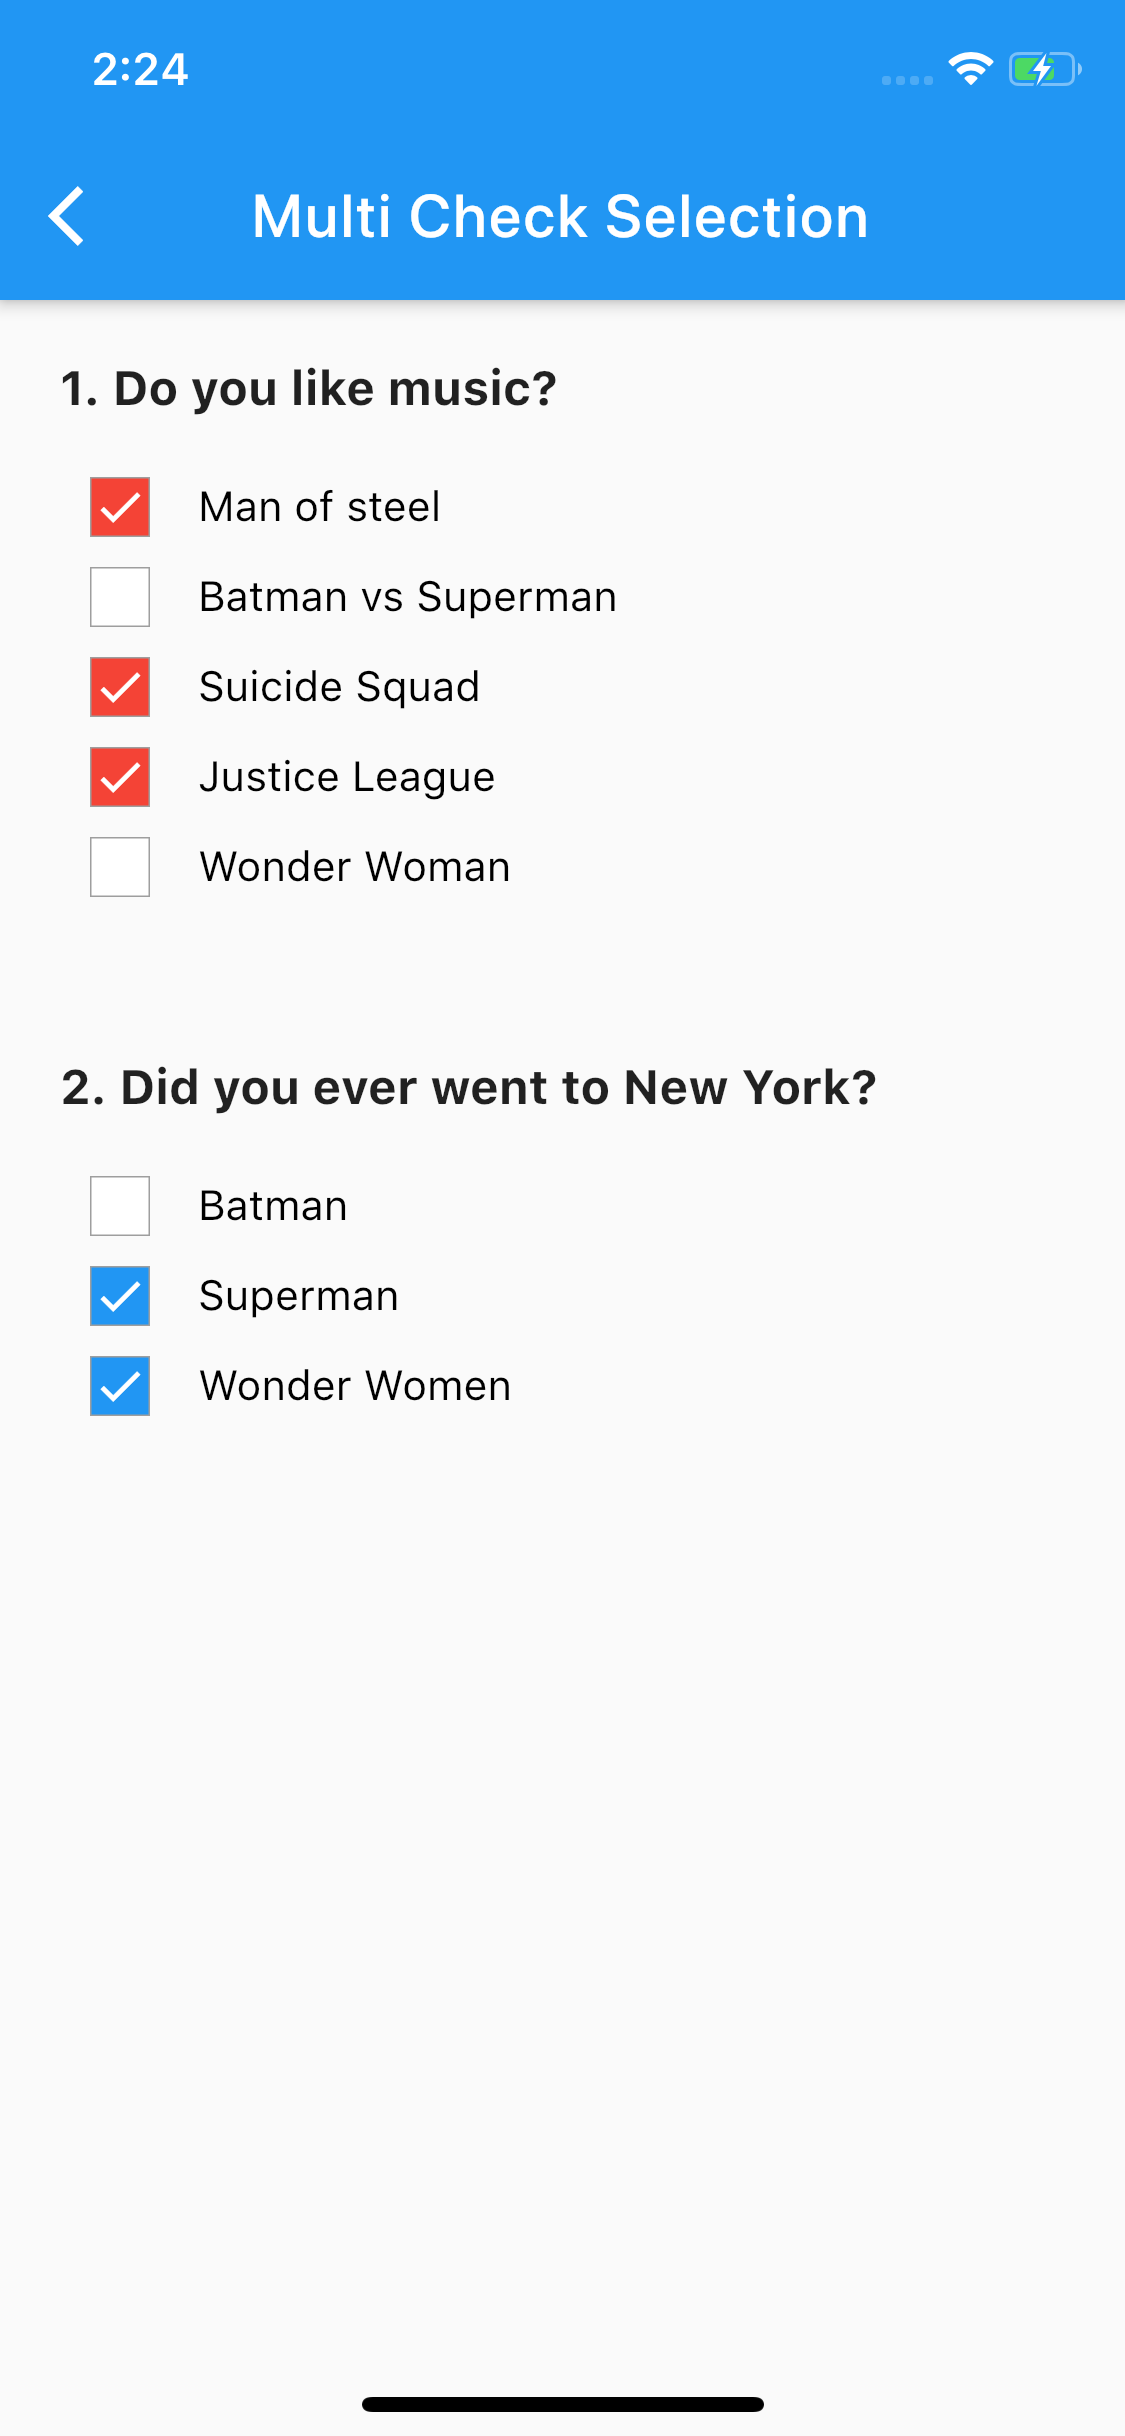 2:24
Multi Check Selection
1. Do you like music?
Man of steel
Batman vs Superman
Suicide Squad
Justice League
Wonder Woman
2. Did you ever went to New York?
Batman
Superman
Wonder Women